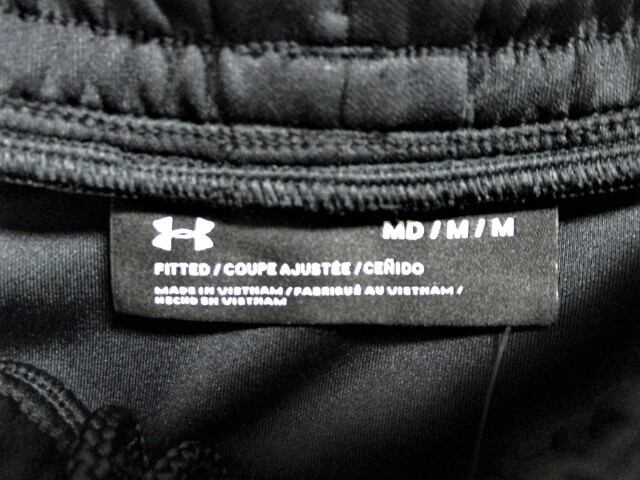 MD / M / M
FITTED / COUPE AJUSTÉE / CEÑIDO
MADE IN VIETNAM / FABRIQUÉ AU VIETNAM /
HECHO EN VIETNAM